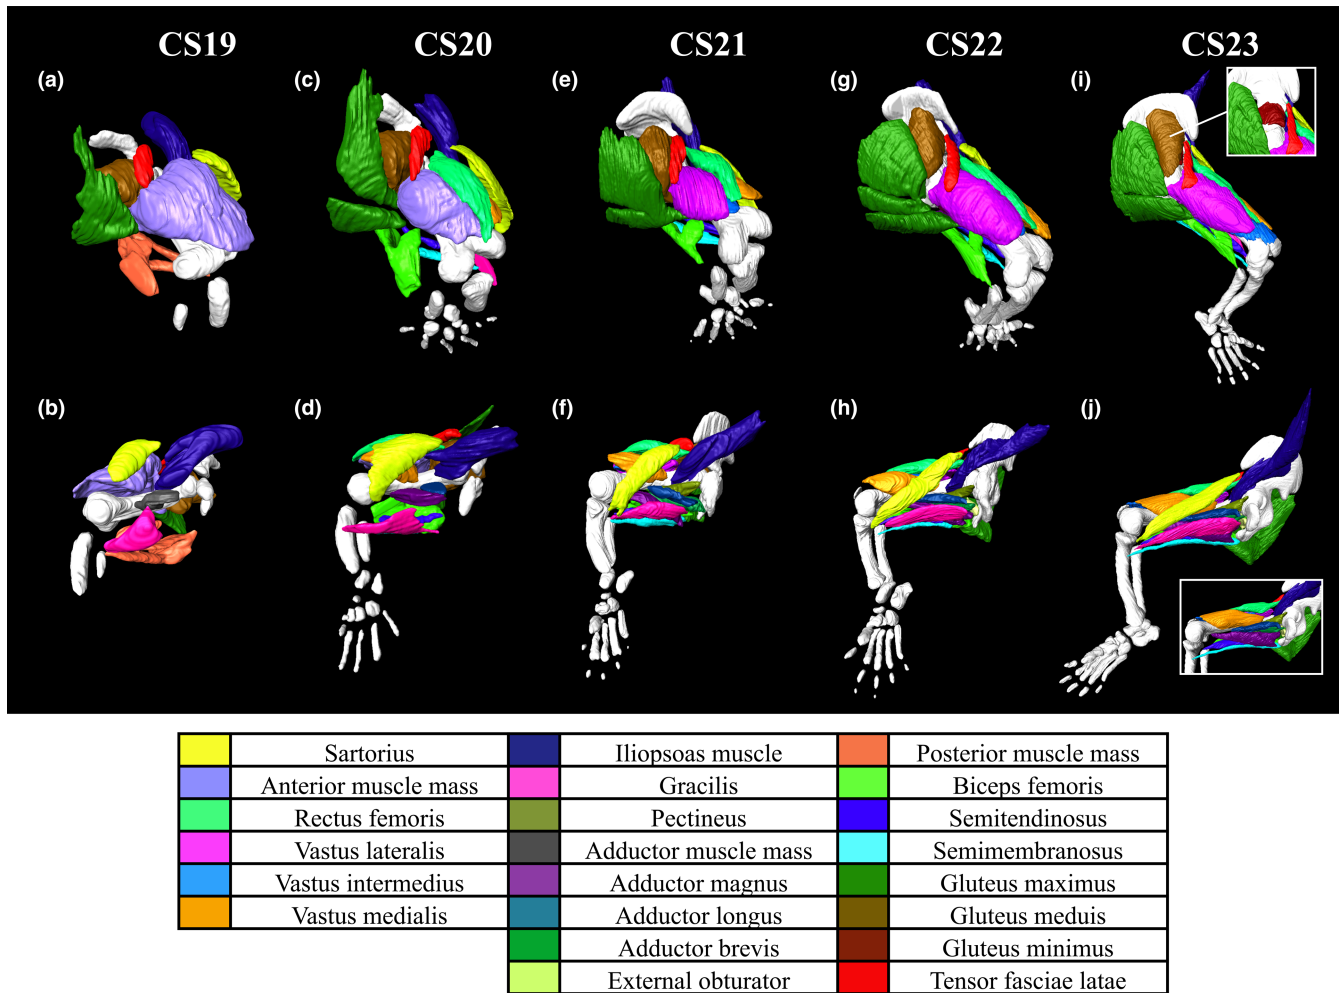 CS19 CS20 CS21 CS22 CS23
(a) (c) (e) (g) (i)
(b) (d) (f) (h) (j)
Sartorius Iliopsoas muscle Posterior muscle mass
Anterior muscle mass Gracilis Biceps femoris
Rectus femoris Pectineus Semitendinosus
Vastus lateralis Adductor muscle mass Semimembranosus
Vastus intermedius Adductor magnus Gluteus maximus
Vastus medialis Adductor longus Gluteus meduis
Adductor brevis Gluteus minimus
External obturator Tensor fasciae latae